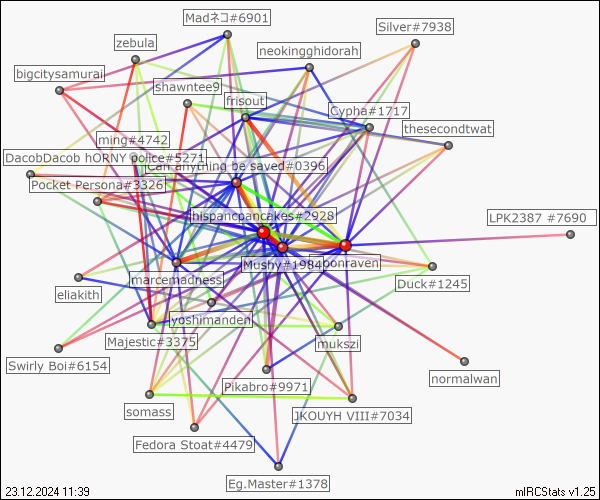 Madネコ#6901
Silver#7938
zebula
neokingghidorah
bigcitysamurai
shawntee9
frisout
Cypha#1717
thesecondtwat
ming#4742
DacobDacob hORNY police#5271
Can anything be saved#0396
Pocket Persona#3326
hispancpancakes#2928
LPK2387 #7690
Mushy#1984
oonraven
marcemadness
Duck#1245
eliakith
yoshimanden
Majestic#3375
mukszi
Swirly Boi#6154
normalwan
Pikabro#9971
somass
JKOUYH VIII#7034
Fedora Stoat#4479
Eg.Master#1378
23.12.2024 11:39
mIRCStats v1.25